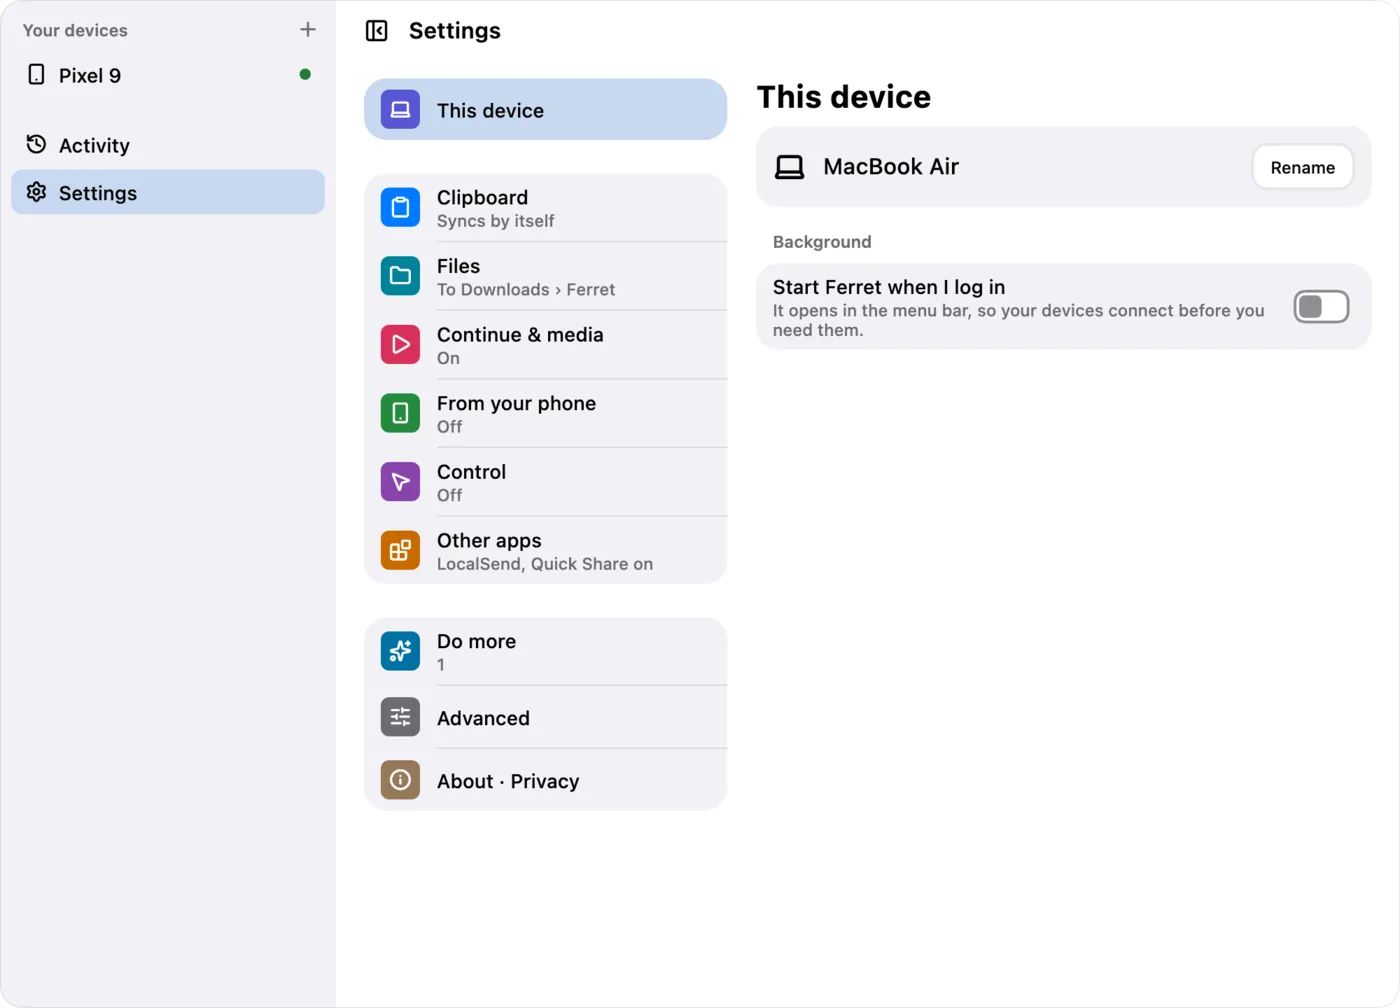 Your devices
Pixel 9
Activity
Settings
Settings
This device
Clipboard
Syncs by itself
Files
To Downloads › Ferret
Continue & media
On
From your phone
Off
Control
Off
Other apps
LocalSend, Quick Share on
Do more
1
Advanced
About · Privacy
This device
MacBook Air
Rename
Background
Start Ferret when I log in
It opens in the menu bar, so your devices connect before you
need them.